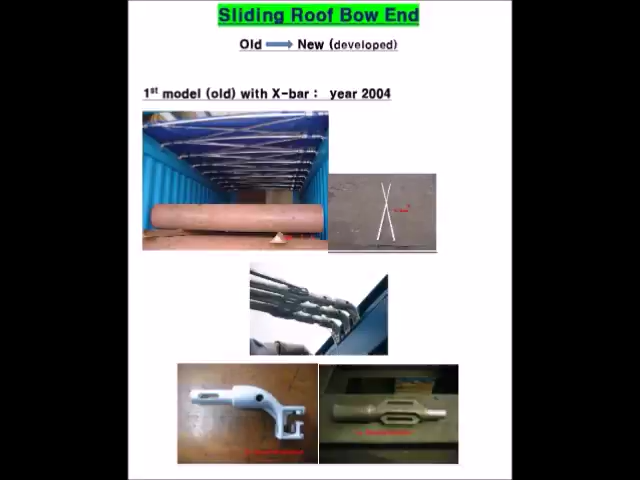 Sliding Roof Bow End
Old → New (developed)
1st model (old) with X-bar : year 2004